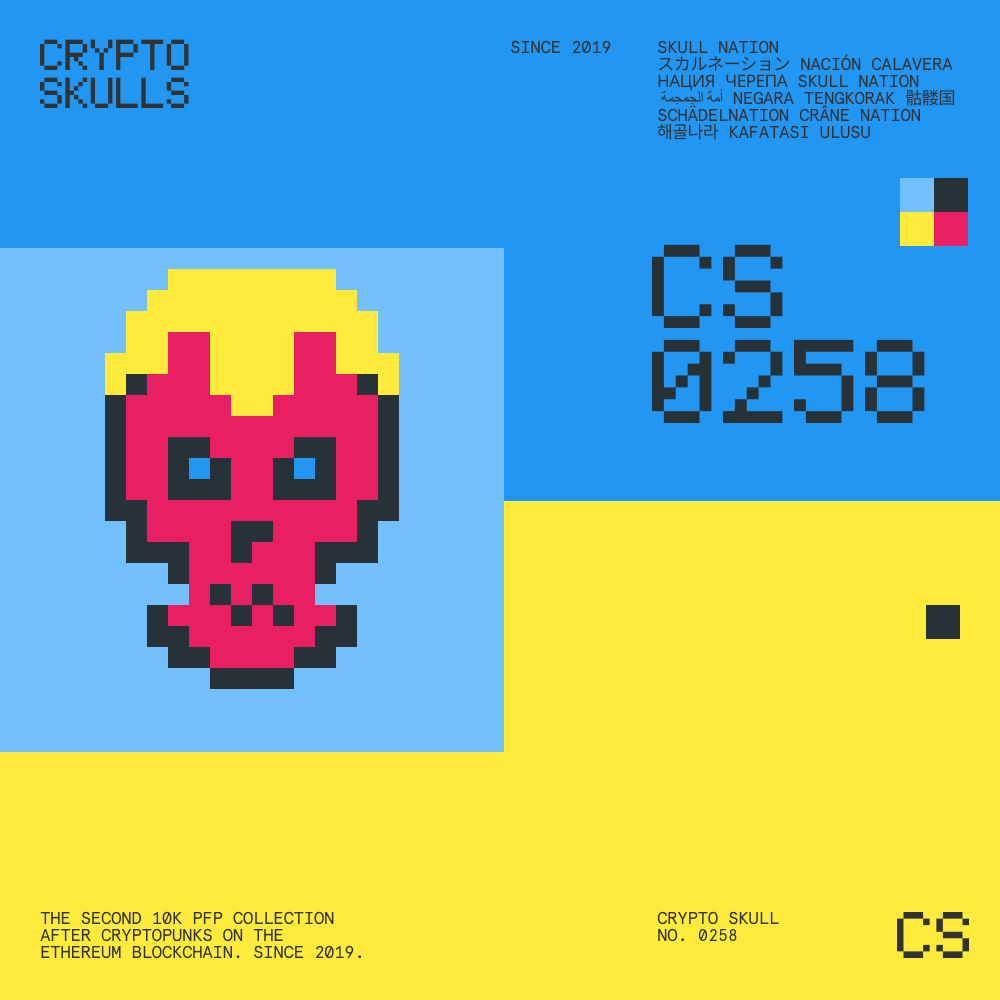 CRYPTO
SKULLS
SINCE 2019
SKULL NATION
スカルネーション NACIÓN CALAVERA
НАЦИЯ ЧЕРЕПА SKULL NATION
أمة الجمجمة NEGARA TENGKORAK 骷髅国
SCHÄDELNATION CRÂNE NATION
해골나라 KAFATASI ULUSU
CS
0258
THE SECOND 10K PFP COLLECTION
AFTER CRYPTOPUNKS ON THE
ETHEREUM BLOCKCHAIN. SINCE 2019.
CRYPTO SKULL
NO. 0258
CS